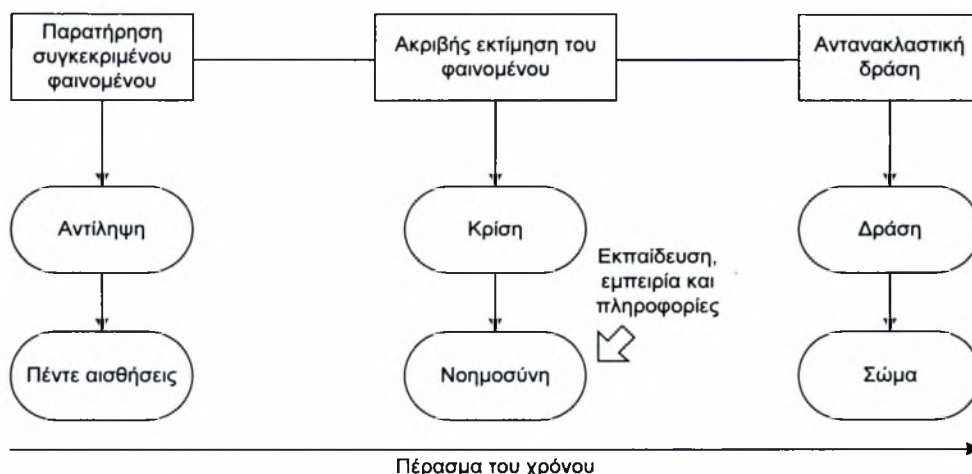 Παρατήρηση
συγκεκριμένου
φαινομένου
Ακριβής εκτίμηση του
φαινομένου
Αντανακλαστική
δράση
Αντίληψη
Κρίση
Δράση
Εκπαίδευση,
εμπειρία και
πληροφορίες
Πέντε αισθήσεις
Νοημοσύνη
Σώμα
Πέρασμα του χρόνου